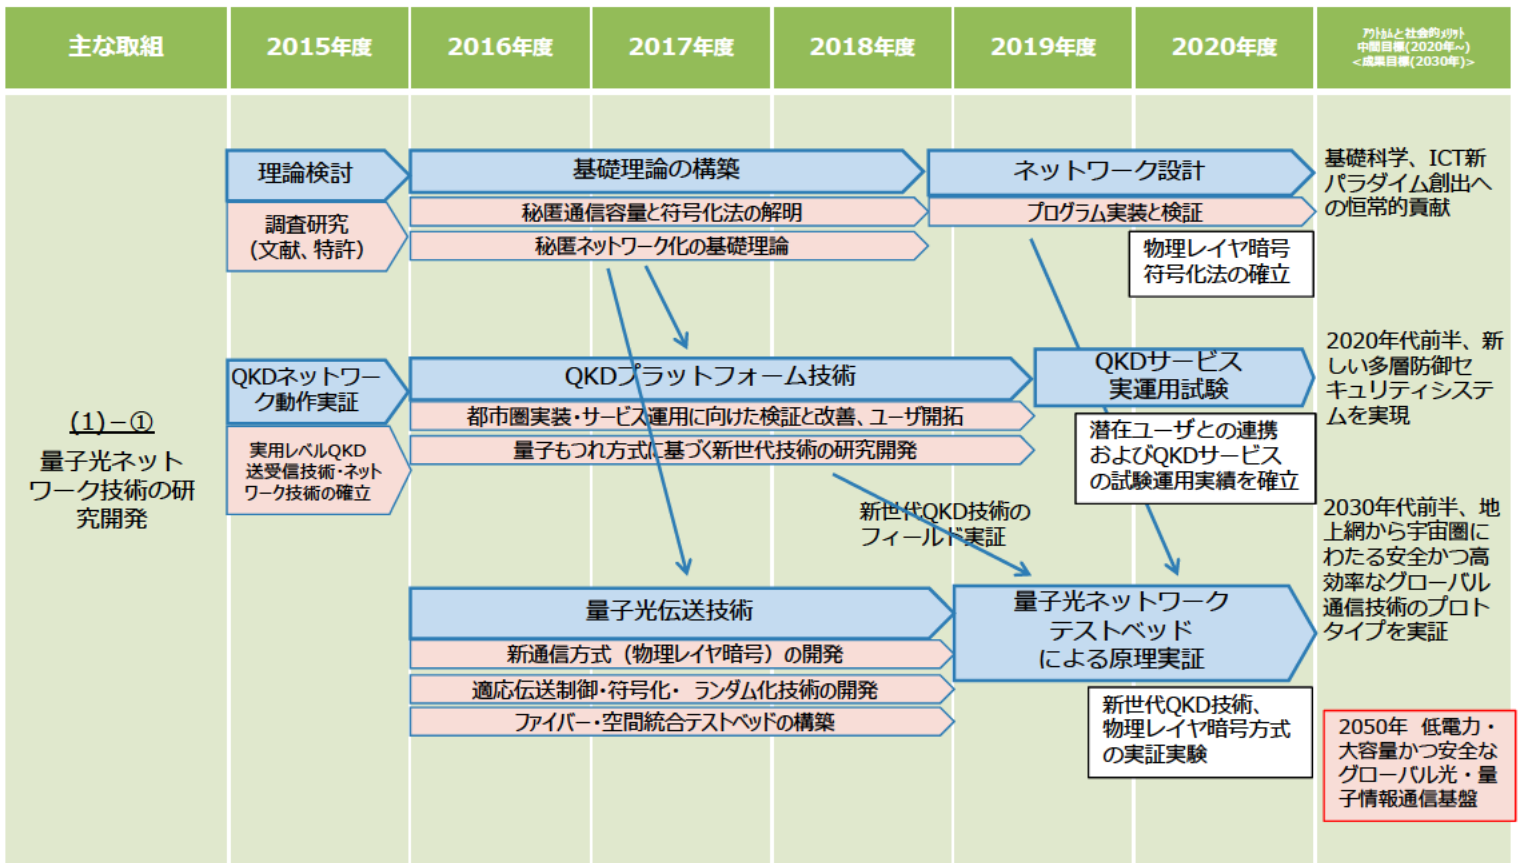 主な取組
2015年度
2016年度
2017年度
2018年度
2019年度
2020年度
ｱｳﾄｶﾑと社会的ﾒﾘｯﾄ
中間目標(2020年~)
<成果目標(2030年)>
(1)－①
量子光ネット
ワーク技術の研
究開発
理論検討
調査研究
(文献、特許)
基礎理論の構築
秘匿通信容量と符号化法の解明
秘匿ネットワーク化の基礎理論
ネットワーク設計
プログラム実装と検証
物理レイヤ暗号
符号化法の確立
基礎科学、ICT新
パラダイム創出へ
の恒常的貢献
QKDネットワー
ク動作実証
実用レベルQKD
送受信技術・ネット
ワーク技術の確立
QKDプラットフォーム技術
都市圏実装・サービス運用に向けた検証と改善、ユーザ開拓
量子もつれ方式に基づく新世代技術の研究開発
QKDサービス
実運用試験
潜在ユーザとの連携
およびQKDサービス
の試験運用実績を確立
2020年代前半、新
しい多層防御セ
キュリティシステ
ムを実現
新世代QKD技術の
フィールド実証
量子光伝送技術
新通信方式（物理レイヤ暗号）の開発
適応伝送制御・符号化・ ランダム化技術の開発
ファイバー・空間統合テストベッドの構築
量子光ネットワーク
テストベッド
による原理実証
新世代QKD技術、
物理レイヤ暗号方式
の実証実験
2030年代前半、地
上網から宇宙圏に
わたる安全かつ高
効率なグローバル
通信技術のプロト
タイプを実証
2050年 低電力・
大容量かつ安全な
グローバル光・量
子情報通信基盤